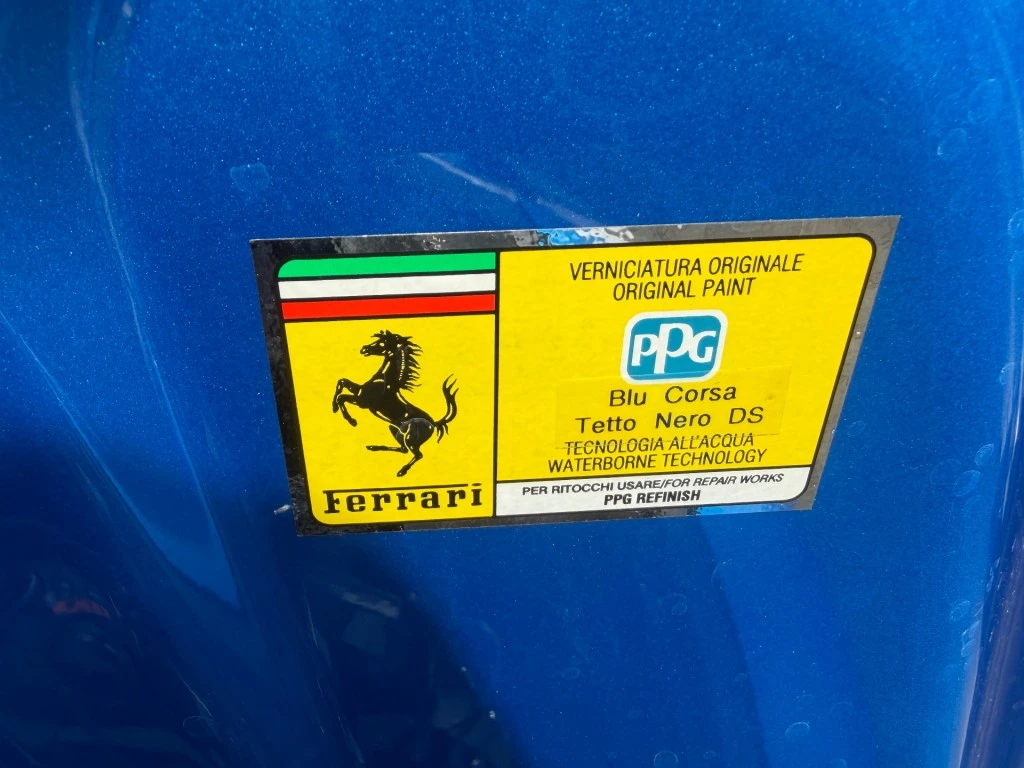 Ferrari
VERNICIATURA ORIGINALE
ORIGINAL PAINT
PPG
Blu Corsa
Tetto Nero DS
TECNOLOGIA ALL'ACQUA
WATERBORNE TECHNOLOGY
PER RITOCCHI USARE/FOR REPAIR WORKS
PPG REFINISH